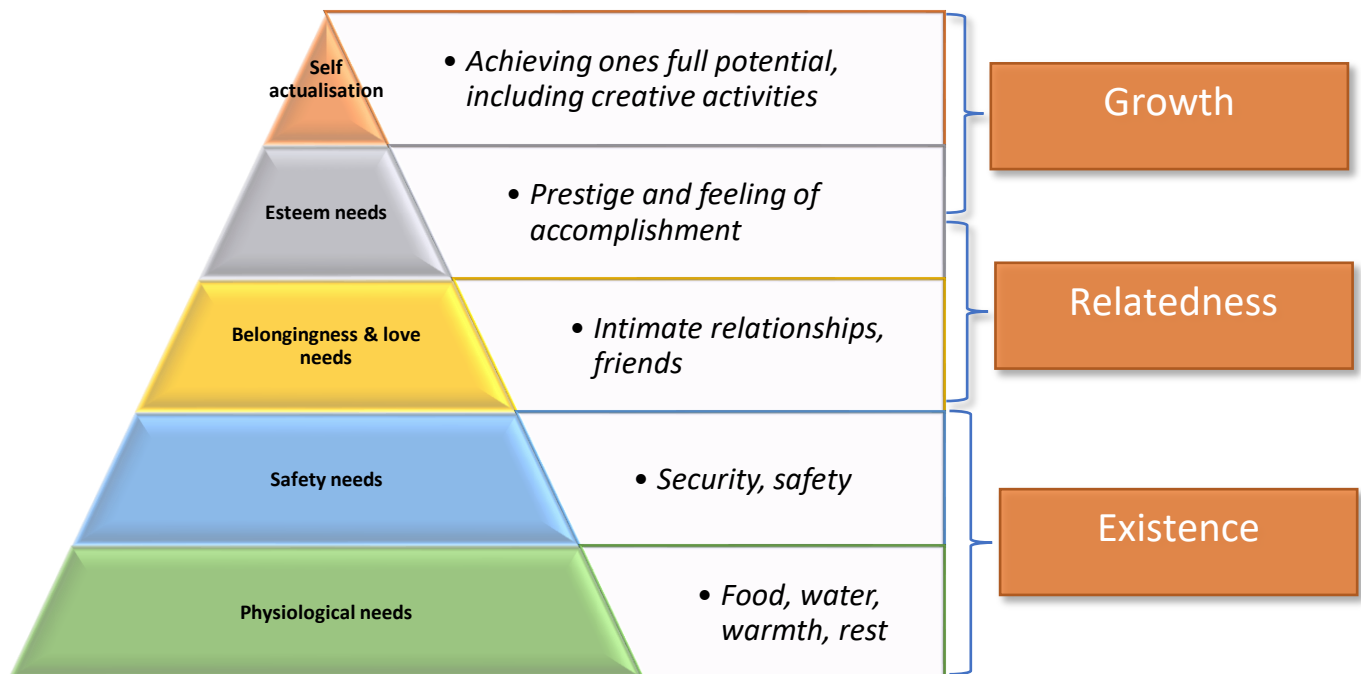 Self
actualisation
• Achieving ones full potential,
including creative activities
Growth
Esteem needs
• Prestige and feeling of
accomplishment
Relatedness
Belongingness & love
needs
• Intimate relationships,
friends
Safety needs
• Security, safety
Existence
Physiological needs
• Food, water,
warmth, rest